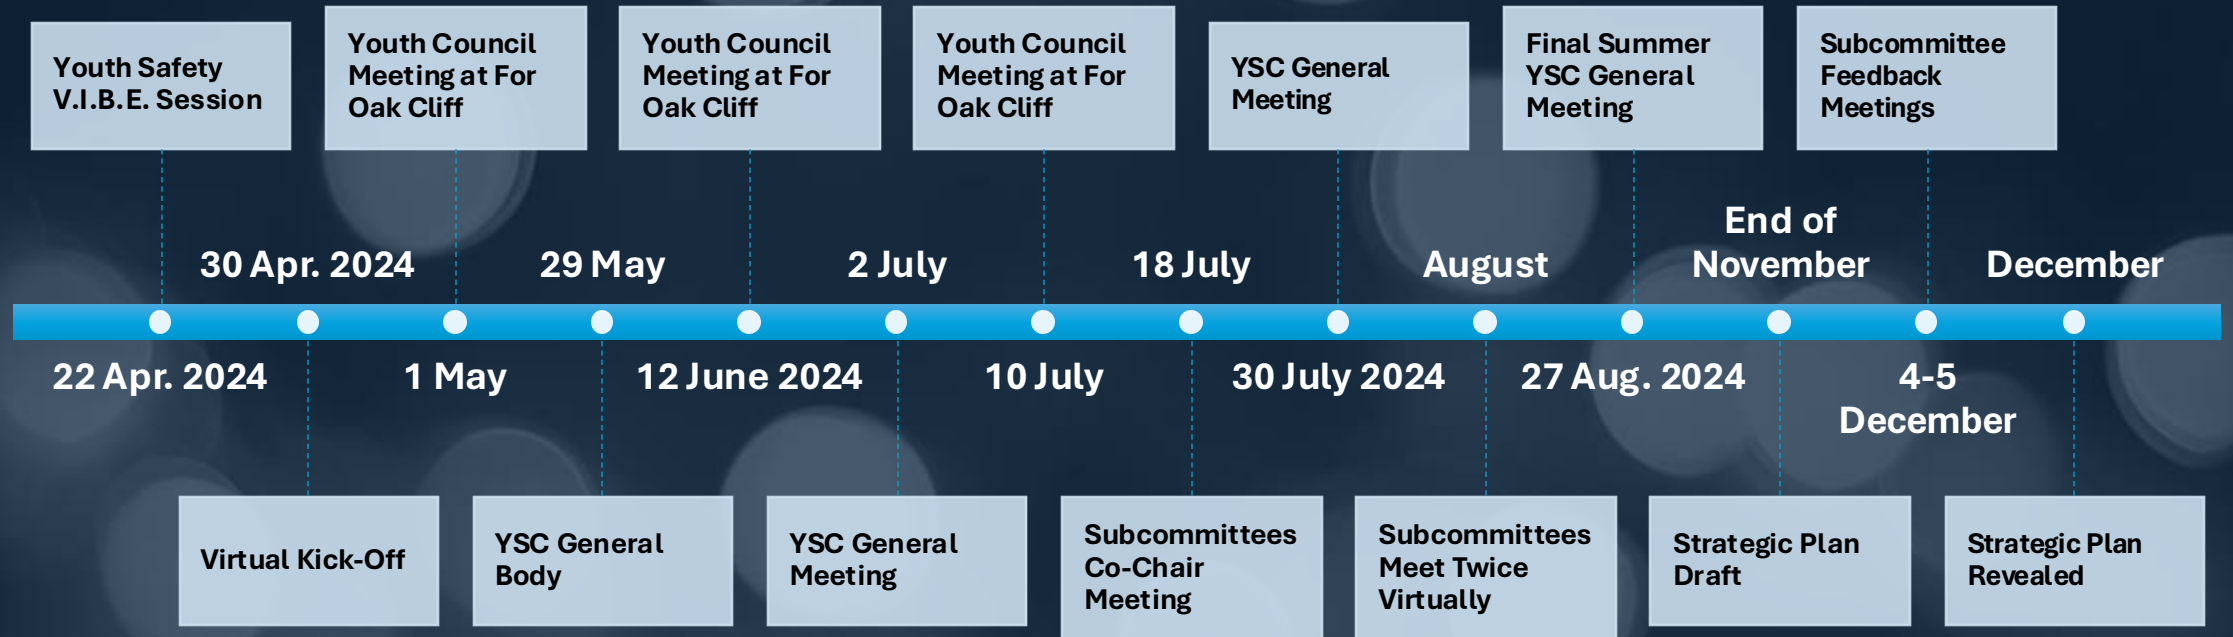 Youth Safety
V.I.B.E. Session
Youth Council
Meeting at For
Oak Cliff
Youth Council
Meeting at For
Oak Cliff
Youth Council
Meeting at For
Oak Cliff
YSC General
Meeting
Final Summer
YSC General
Meeting
Subcommittee
Feedback
Meetings
30 Apr. 2024
29 May
2 July
18 July
August
End of
November
December
22 Apr. 2024
1 May
12 June 2024
10 July
30 July 2024
27 Aug. 2024
4-5
December
Virtual Kick-Off
YSC General
Body
YSC General
Meeting
Subcommittees
Co-Chair
Meeting
Subcommittees
Meet Twice
Virtually
Strategic Plan
Draft
Strategic Plan
Revealed